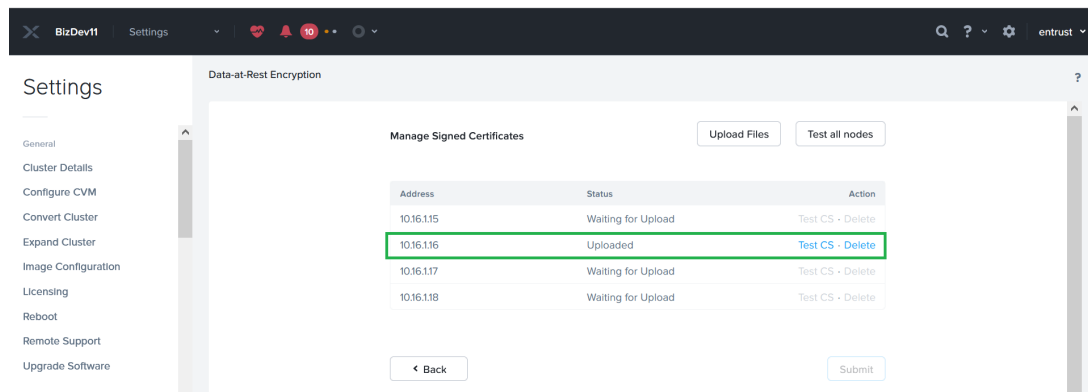 BizDev11 Settings 10 ? entrust
Settings
Data-at-Rest Encryption ?
General
Cluster Details
Configure CVM
Convert Cluster
Expand Cluster
Image Configuration
Licensing
Reboot
Remote Support
Upgrade Software
Manage Signed Certificates Upload Files Test all nodes
Address Status Action
10.16.1.15 Waiting for Upload Test CS · Delete
10.16.1.16 Uploaded Test CS · Delete
10.16.1.17 Waiting for Upload Test CS · Delete
10.16.1.18 Waiting for Upload Test CS · Delete
Back Submit